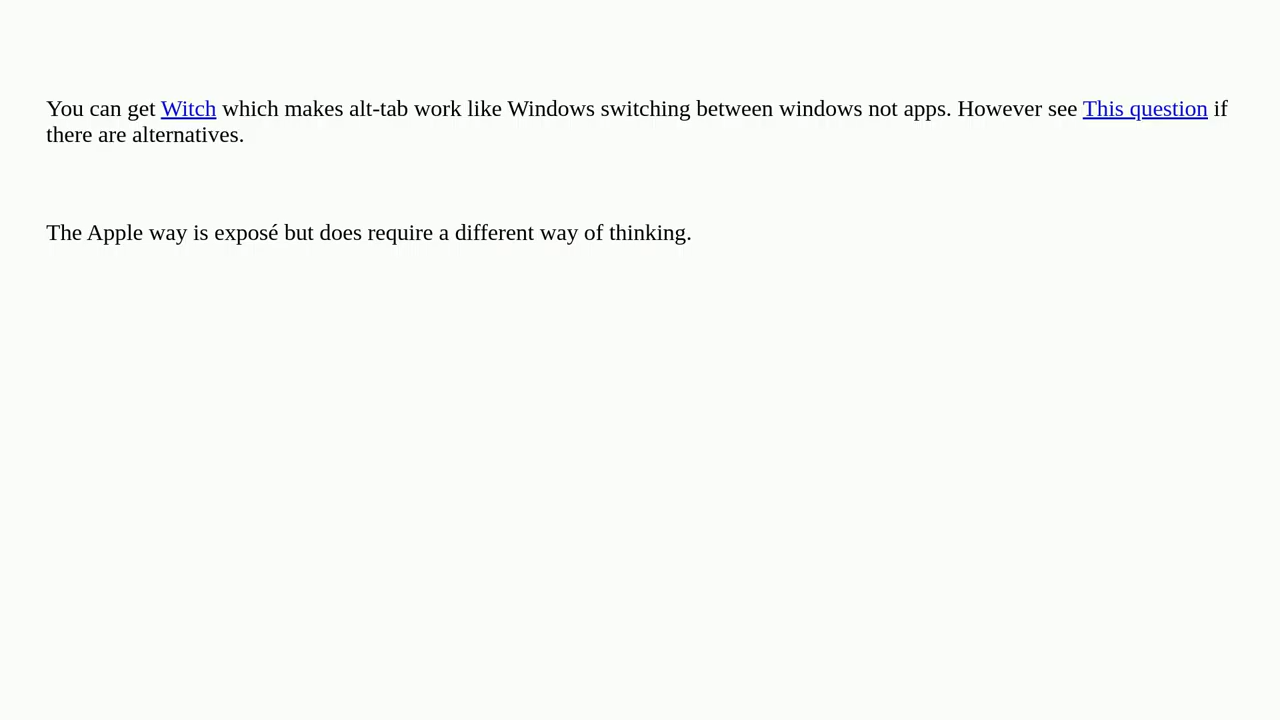 You can get Witch which makes alt-tab work like Windows switching between windows not apps. However see This question if
there are alternatives.
The Apple way is exposé but does require a different way of thinking.